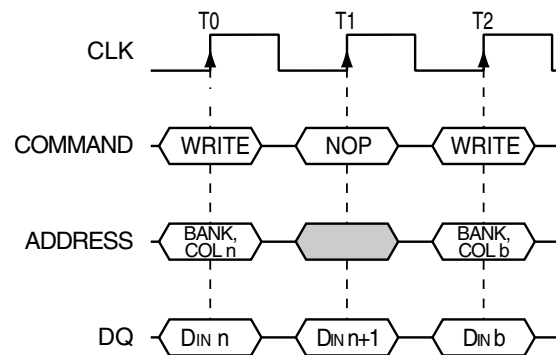 T0 T1 T2
CLK
COMMAND WRITE NOP WRITE
ADDRESS BANK, COL n BANK, COL b
DQ DIN n DIN n+1 DIN b